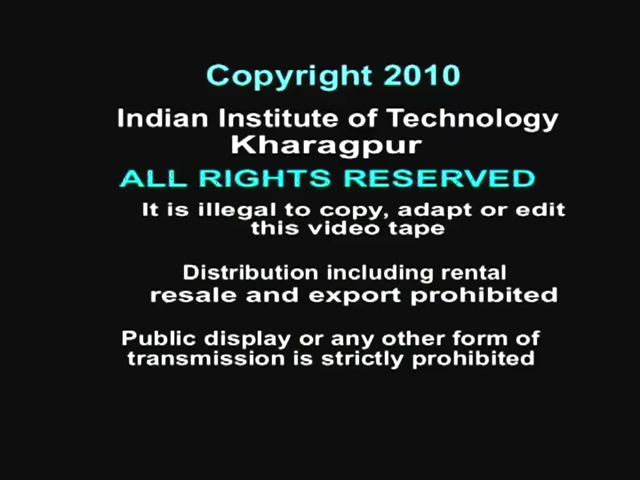 Copyright 2010
Indian Institute of Technology
Kharagpur
ALL RIGHTS RESERVED
It is illegal to copy, adapt or edit
this video tape
Distribution including rental
resale and export prohibited
Public display or any other form of
transmission is strictly prohibited